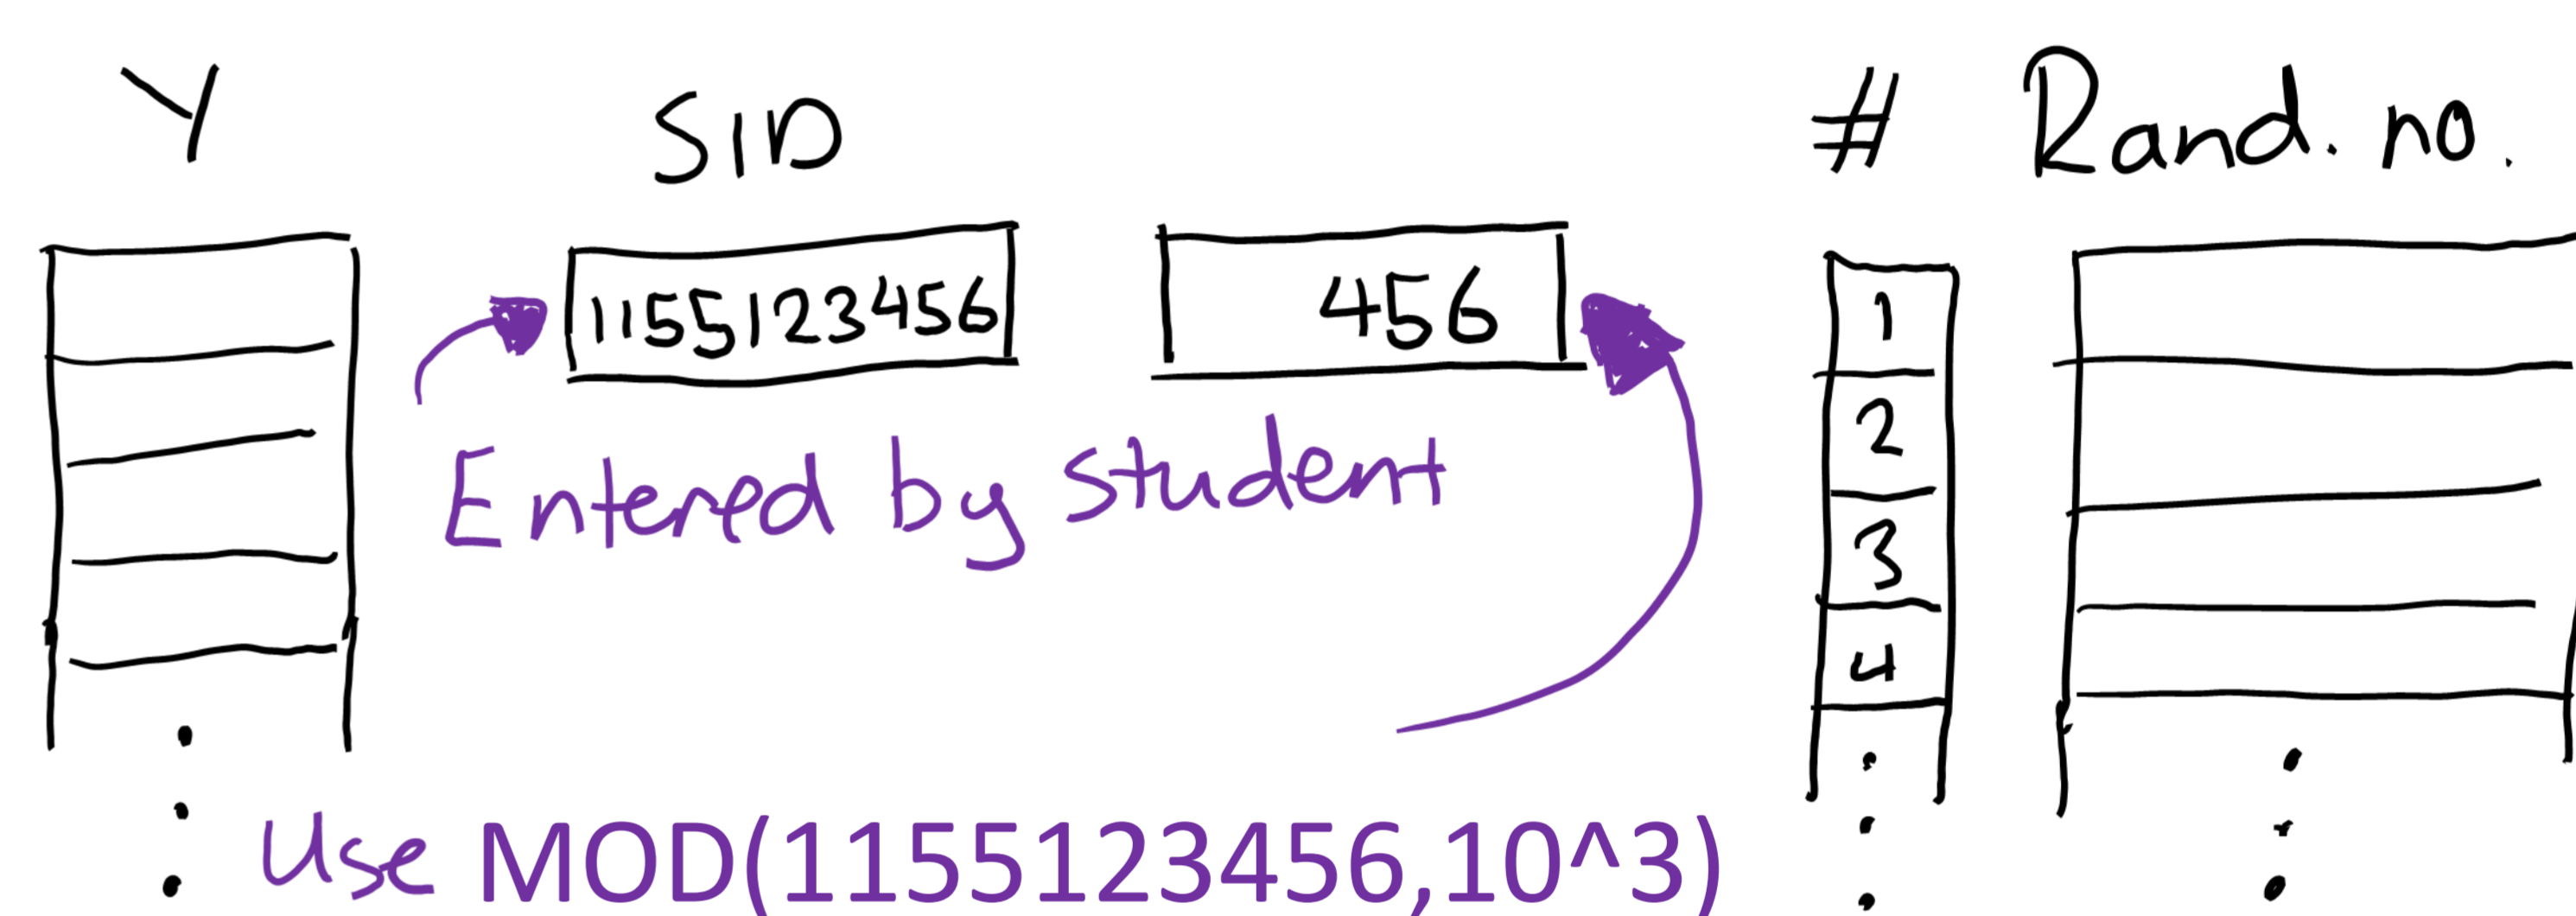 Y SID # Rand. no.
1155123456 456 1
2
Entered by student
3
4
Use MOD(1155123456,10^3)